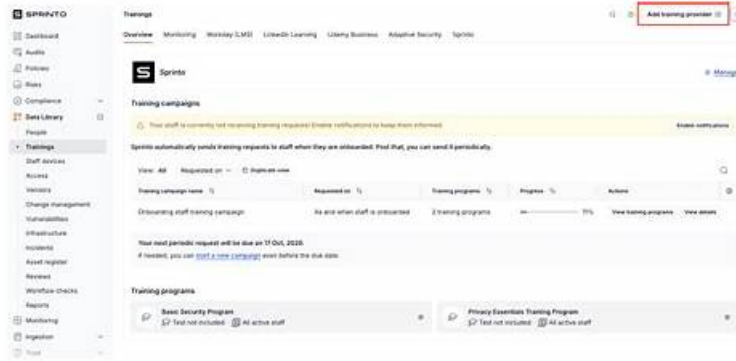 SPRINTO
Dashboard
Audits
Policies
Risks
Compliance
Data Library
People
Trainings
Staff devices
Access
Vendors
Change management
Vulnerabilities
Infrastructure
Incidents
Asset register
Reviews
Workflow checks
Reports
Monitoring
Ingestion
Trust
Trainings
Add training provider
Overview Monitoring Workday (LMS) LinkedIn Learning Udemy Business Adaptive Security Sprinto
Sprinto
Manage
Training campaigns
Your staff is currently not receiving training requests! Enable notifications to keep them informed.
Enable notifications
Sprinto automatically sends training requests to staff when they are onboarded. Post that, you can send it periodically.
View: All Requested on Duplicate view
Training campaign name Requested on Training programs Progress Actions
Onboarding staff training campaign As and when staff is onboarded 2 training programs View training programs View details
Your next periodic request will be due on 17 Oct, 2026.
If needed, you can start a new campaign even before the due date.
Training programs
Basic Security Program
Test not included All active staff
Privacy Essentials Training Program
Test not included All active staff